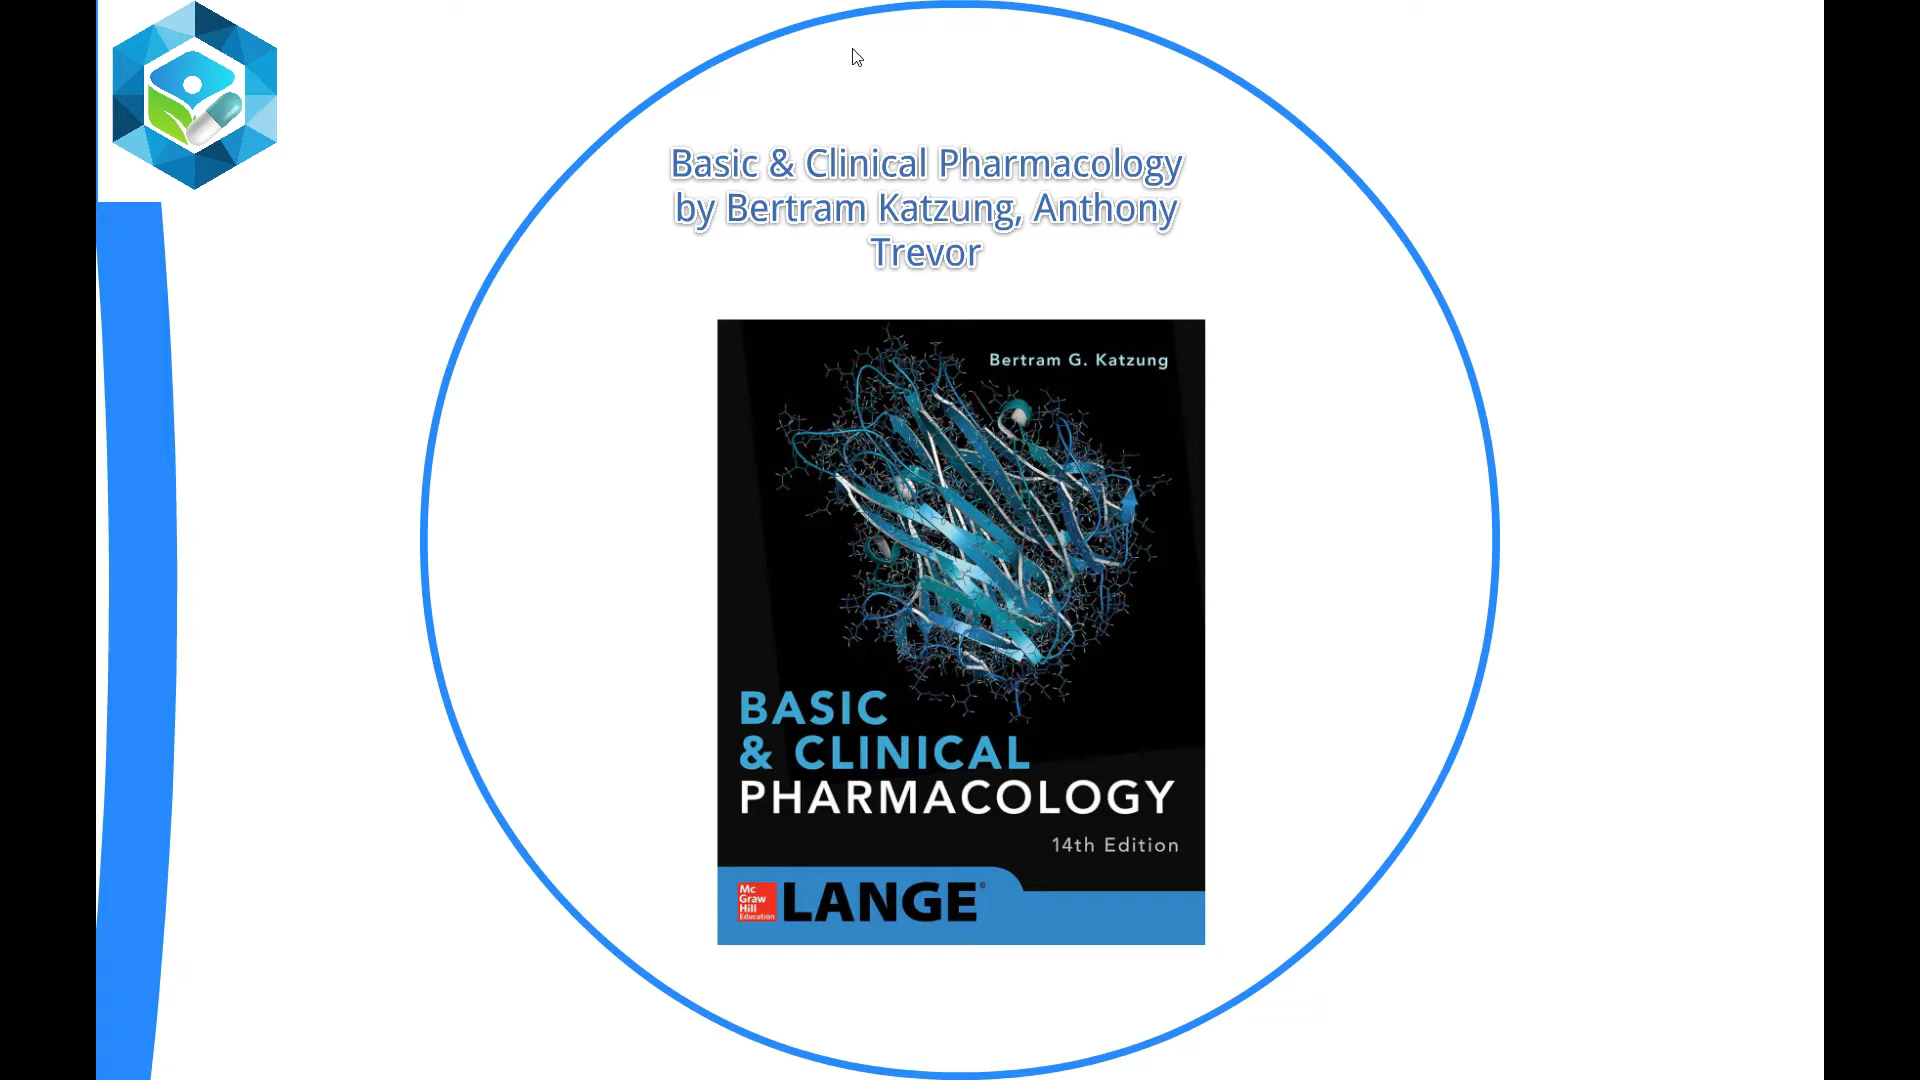 Basic & Clinical Pharmacology
by Bertram Katzung, Anthony
Trevor
Bertram G. Katzung
BASIC
& CLINICAL
PHARMACOLOGY
14th Edition
Mc
Graw
Hill
Education
LANGE®